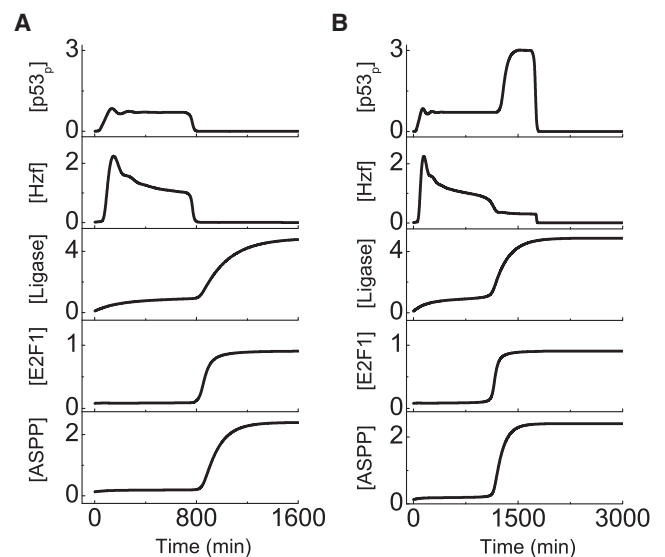 A
B
[p53p]
3
0
[p53p]
3
0
[Hzf]
2
0
[Hzf]
2
0
[Ligase]
4
0
[Ligase]
4
0
[E2F1]
1
0
[E2F1]
1
0
[ASPP]
2
0
[ASPP]
2
0
0 800 1600
0 1500 3000
Time (min)
Time (min)